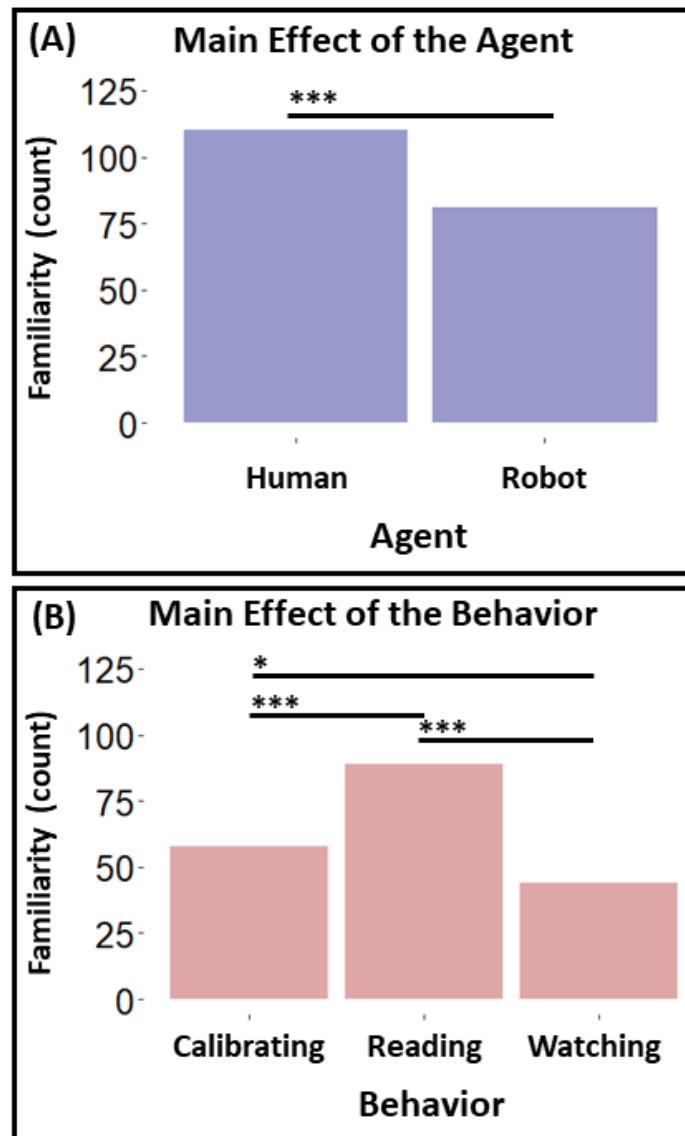 (A) Main Effect of the Agent
***
125
100
75
50
25
0
Familiarity (count)
Human Robot
Agent
(B) Main Effect of the Behavior
*
***
***
125
100
75
50
25
0
Familiarity (count)
Calibrating Reading Watching
Behavior